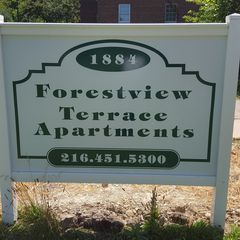 1884
Forestview
Terrace
Apartments
216.451.5300